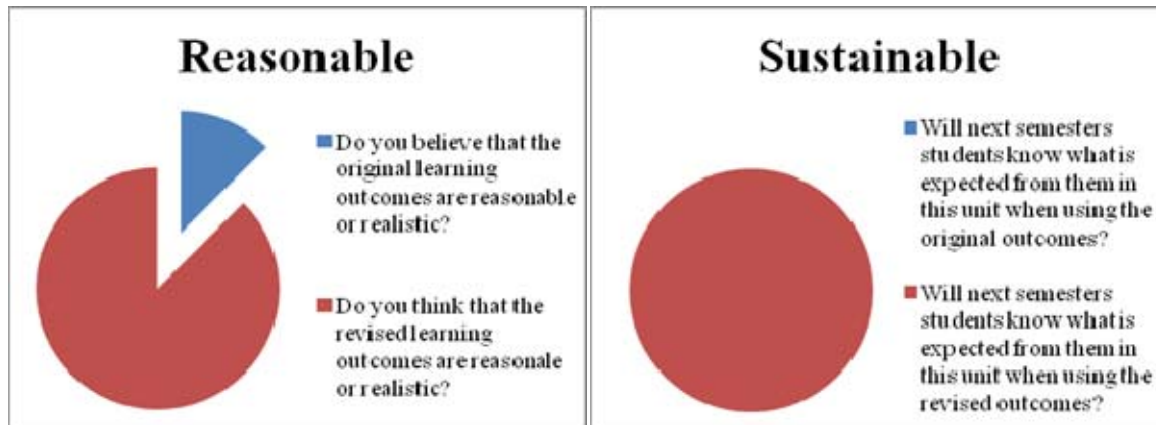 Reasonable
Do you believe that the
original learning
outcomes are reasonable
or realistic?
Do you think that the
revised learning
outcomes are reasonale
or realistic?
Sustainable
Will next semesters
students know what is
expected from them in
this unit when using the
original outcomes?
Will next semesters
students know what is
expected from them in
this unit when using the
revised outcomes?